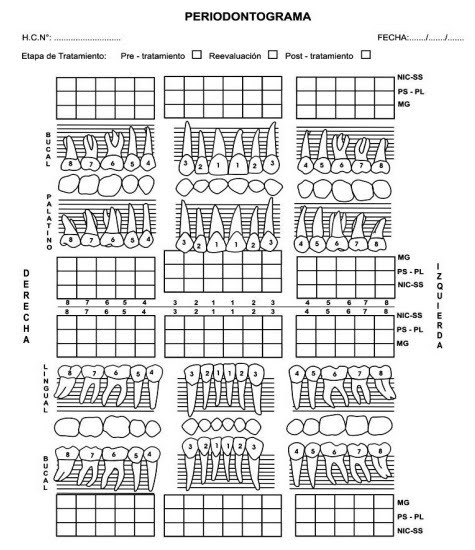 PERIODONTOGRAMA
H.C.Nº: ........................... FECHA:....../....../......
Etapa de Tratamiento: Pre - tratamiento Reevaluación Post - tratamiento
NIC-SS
PS - PL
MG
BUCAL
8 7 6 5 4 3 2 1 1 2 3 4 5 6 7 8
PALATINO
8 7 6 5 4 3 2 1 1 2 3 4 5 6 7 8
MG
PS - PL
NIC-SS
DERECHA
IZQUIERDA
8 7 6 5 4 3 2 1 1 2 3 4 5 6 7 8
8 7 6 5 4 3 2 1 1 2 3 4 5 6 7 8
NIC-SS
PS - PL
MG
LINGUAL
8 7 6 5 4 3 2 1 1 2 3 4 5 6 7 8
BUCAL
8 7 6 5 4 3 2 1 1 2 3 4 5 6 7 8
MG
PS - PL
NIC-SS